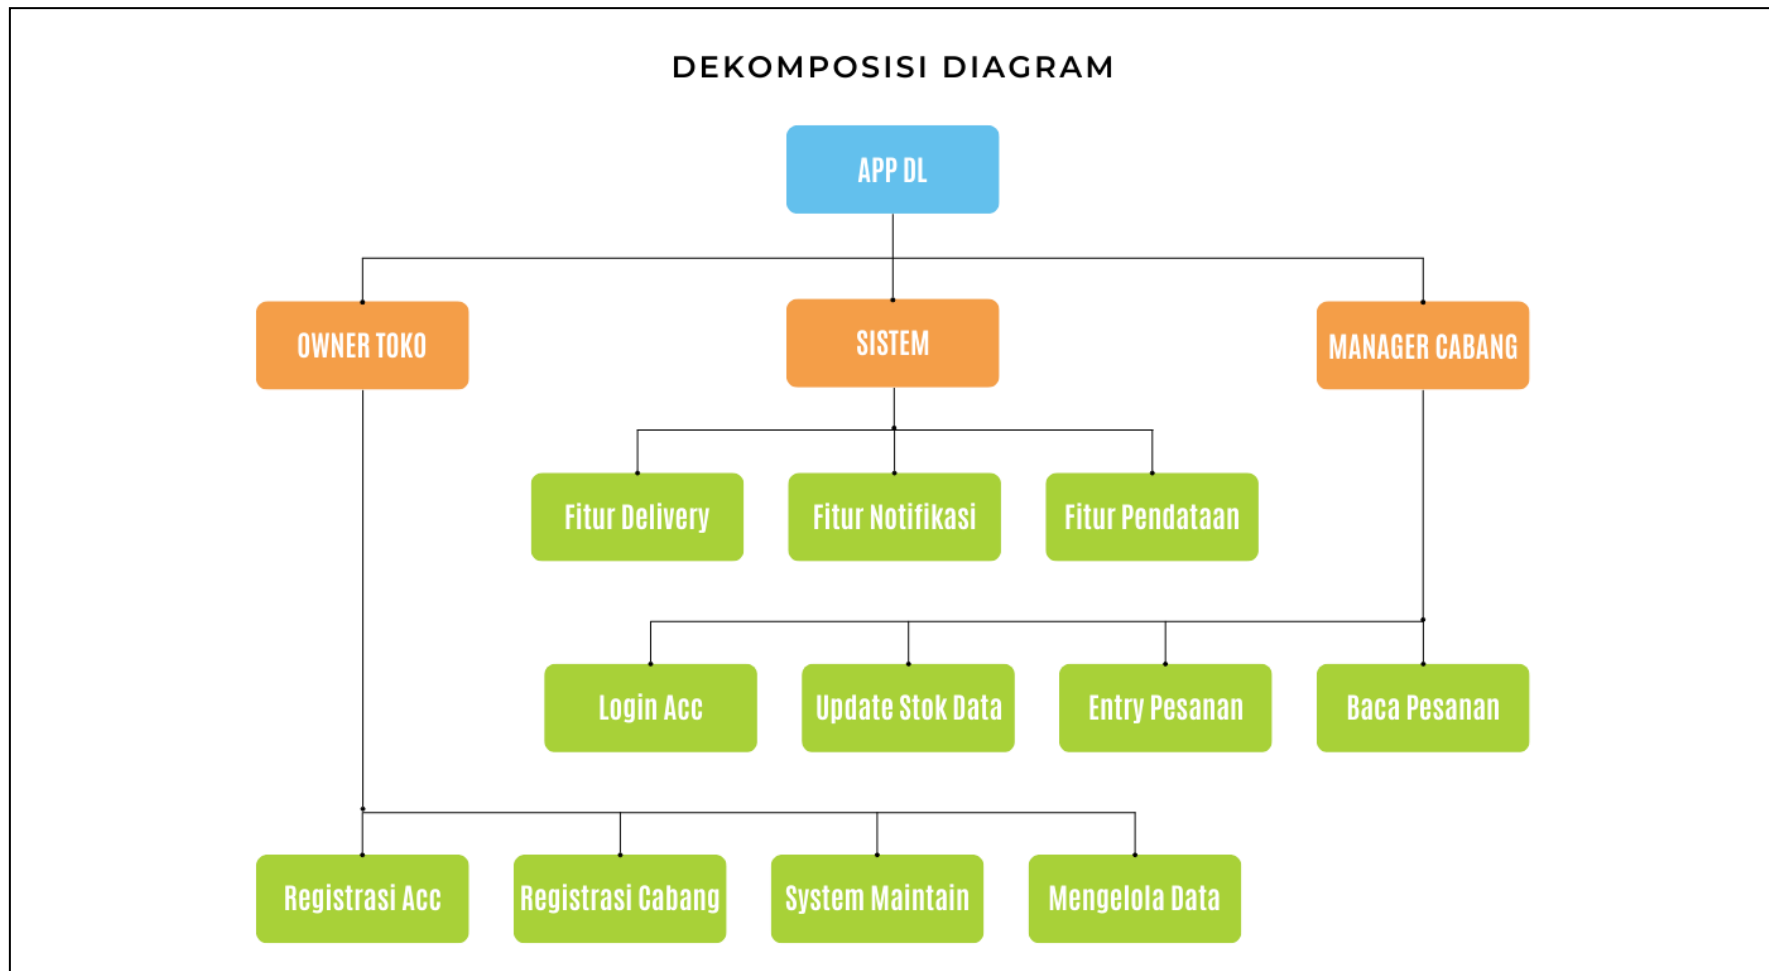 DEKOMPOSISI DIAGRAM
APP DL
OWNER TOKO
SISTEM
MANAGER CABANG
Fitur Delivery
Fitur Notifikasi
Fitur Pendataan
Login Acc
Update Stok Data
Entry Pesanan
Baca Pesanan
Registrasi Acc
Registrasi Cabang
System Maintain
Mengelola Data